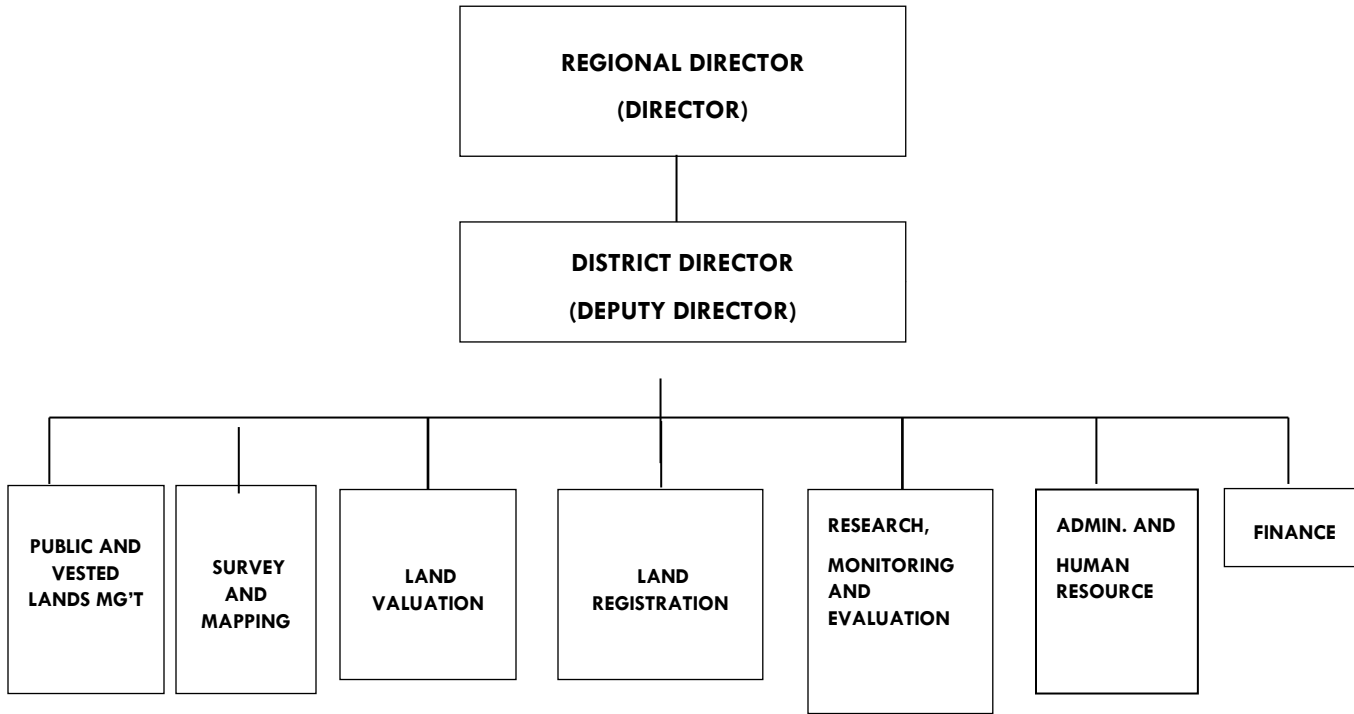 REGIONAL DIRECTOR
(DIRECTOR)
DISTRICT DIRECTOR
(DEPUTY DIRECTOR)
PUBLIC AND
VESTED
LANDS MG’T
SURVEY
AND
MAPPING
LAND
VALUATION
LAND
REGISTRATION
RESEARCH,
MONITORING
AND
EVALUATION
ADMIN. AND
HUMAN
RESOURCE
FINANCE